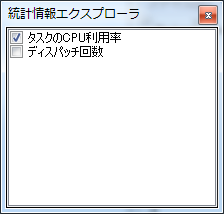 統計情報エクスプローラ
タスクのCPU利用率
ディスパッチ回数